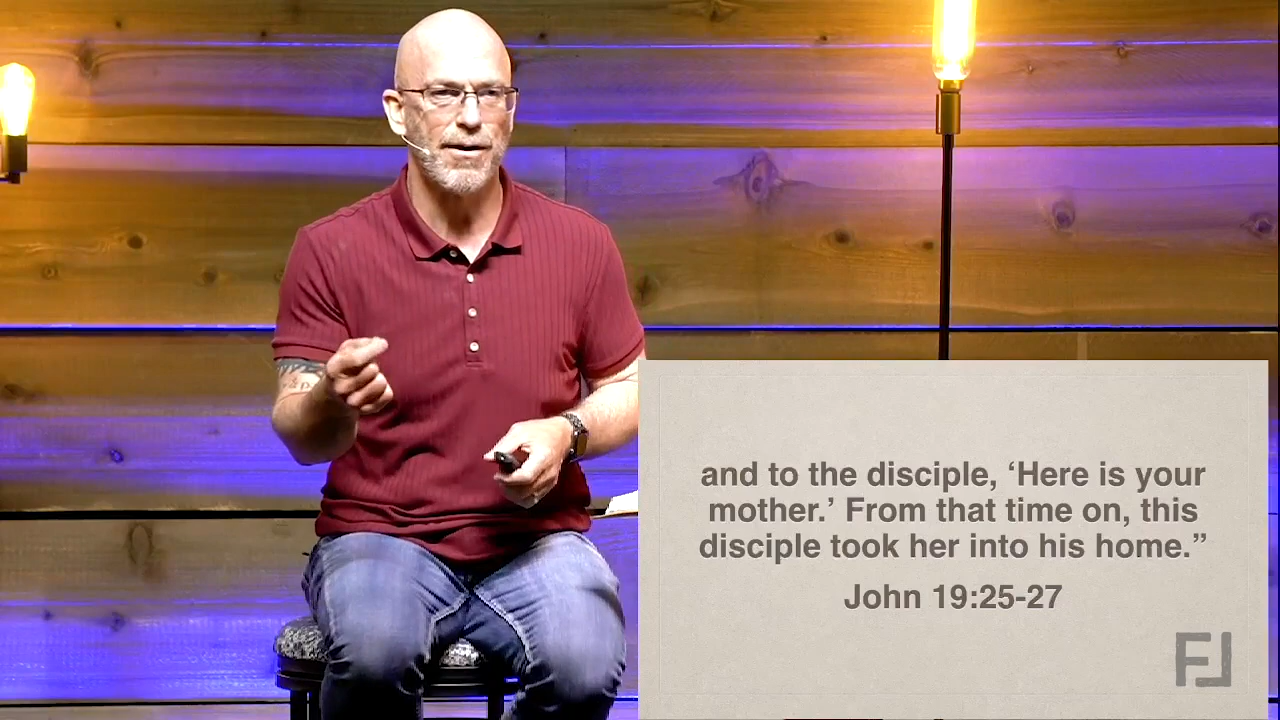 and to the disciple, ‘Here is your
mother.’ From that time on, this
disciple took her into his home.”
John 19:25-27
FL